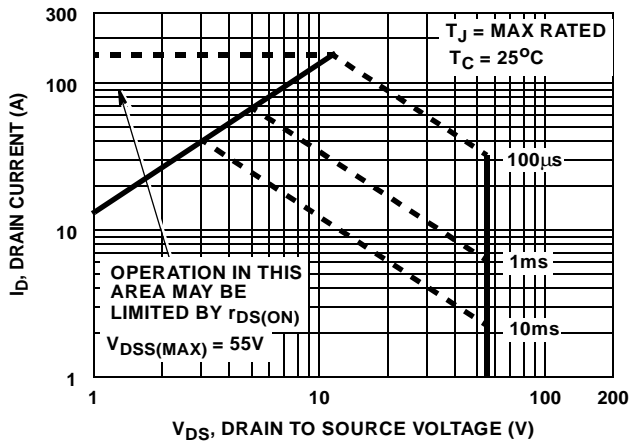 300
100
10
1
I_D, DRAIN CURRENT (A)
T_J = MAX RATED
T_C = 25°C
100µs
1ms
10ms
OPERATION IN THIS
AREA MAY BE
LIMITED BY r_DS(ON)
V_DSS(MAX) = 55V
1
10
100
200
V_DS, DRAIN TO SOURCE VOLTAGE (V)